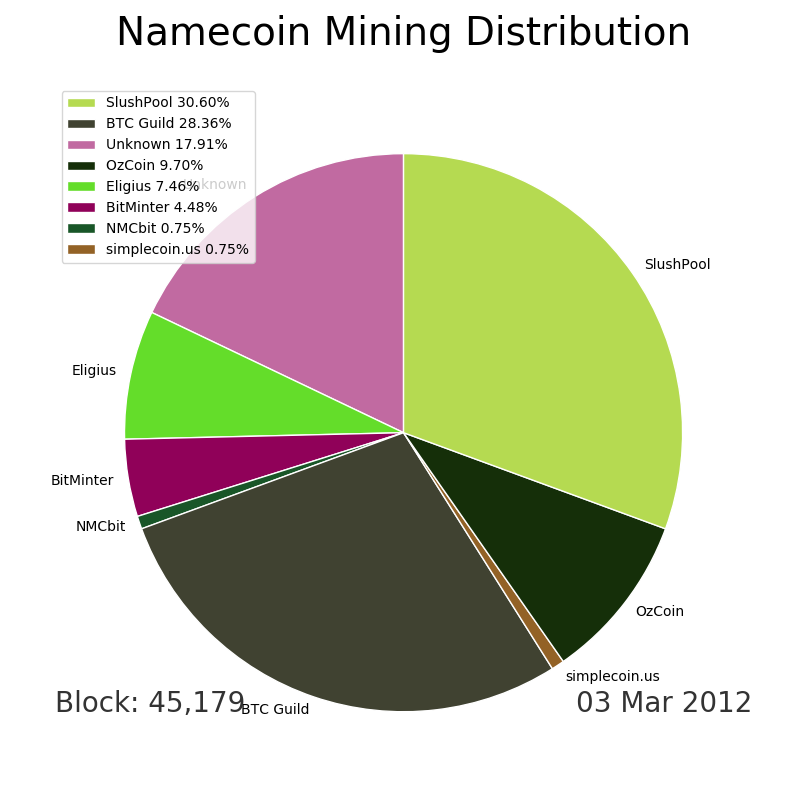 Namecoin Mining Distribution
SlushPool 30.60%
BTC Guild 28.36%
Unknown 17.91%
OzCoin 9.70%
Eligius 7.46%
BitMinter 4.48%
NMCbit 0.75%
simplecoin.us 0.75%
Unknown
SlushPool
Eligius
BitMinter
NMCbit
OzCoin
simplecoin.us
BTC Guild
Block: 45,179
03 Mar 2012